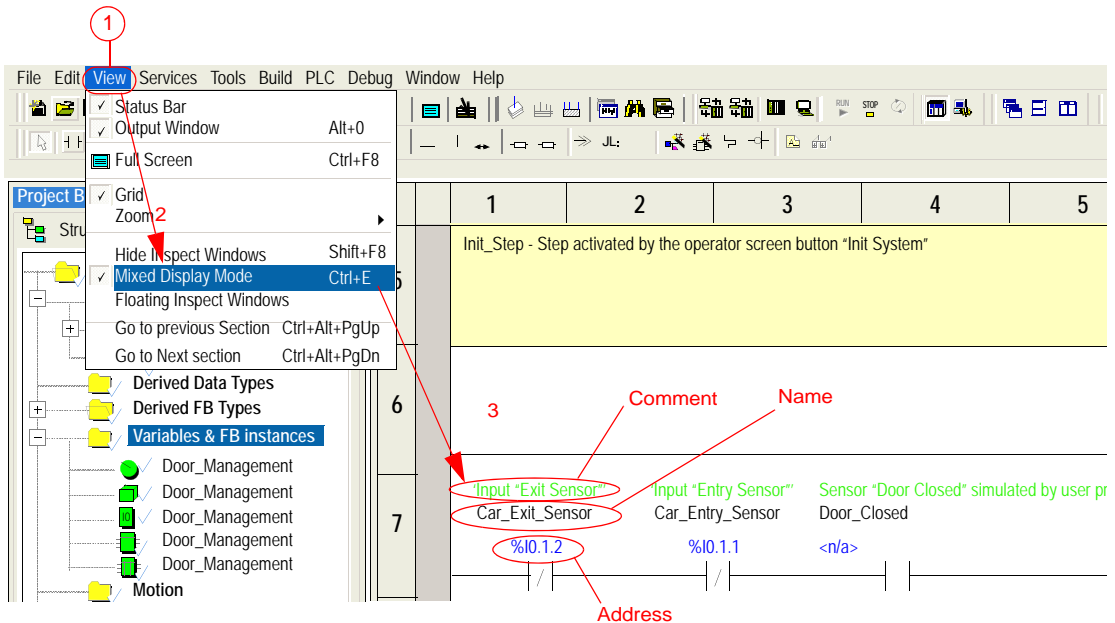 1
File Edit View Services Tools Build PLC Debug Window Help
RUN STOP
Status Bar
Output Window Alt+0
Full Screen Ctrl+F8
Grid
Zoom
2
Hide Inspect Windows Shift+F8
Mixed Display Mode Ctrl+E
Floating Inspect Windows
Go to previous Section Ctrl+Alt+PgUp
Go to Next section Ctrl+Alt+PgDn
Project B
Stru
Derived Data Types
Derived FB Types
Variables & FB instances
Door_Management
Door_Management
Door_Management
Door_Management
Door_Management
Motion
1 2 3 4 5
5
Init_Step - Step activated by the operator screen button “Init System”
6
3
Comment
Name
7
'Input “Exit Sensor”' 'Input “Entry Sensor”' Sensor “Door Closed” simulated by user pr
Car_Exit_Sensor Car_Entry_Sensor Door_Closed
%I0.1.2 %I0.1.1 <n/a>
Address